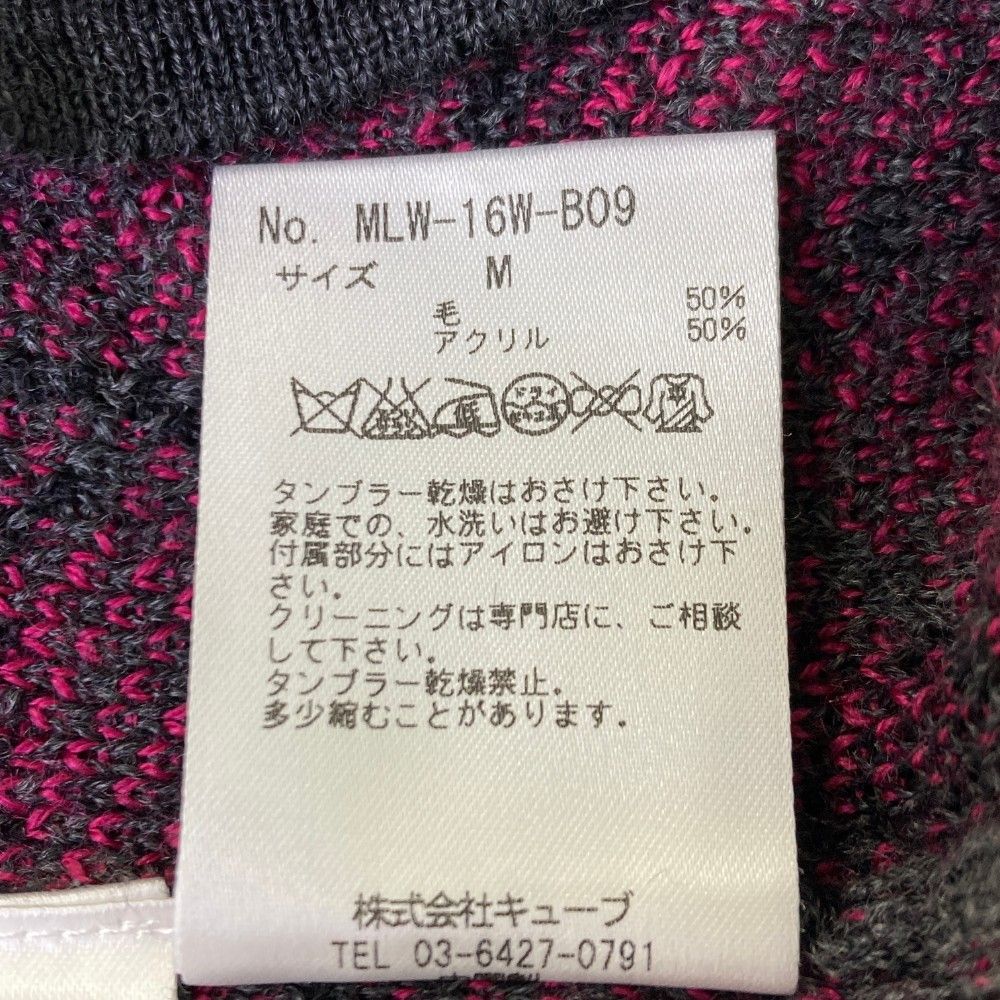 No. MLW-16W-B09
サイズ M
毛 50%
アクリル 50%
低 ドライ
タンブラー乾燥はおさけ下さい。
家庭での、水洗いはお避け下さい。
付属部分にはアイロンはおさけ下
さい。
クリーニングは専門店に、ご相談
して下さい。
タンブラー乾燥禁止。
多少縮むことがあります。
株式会社キューブ
TEL 03-6427-0791